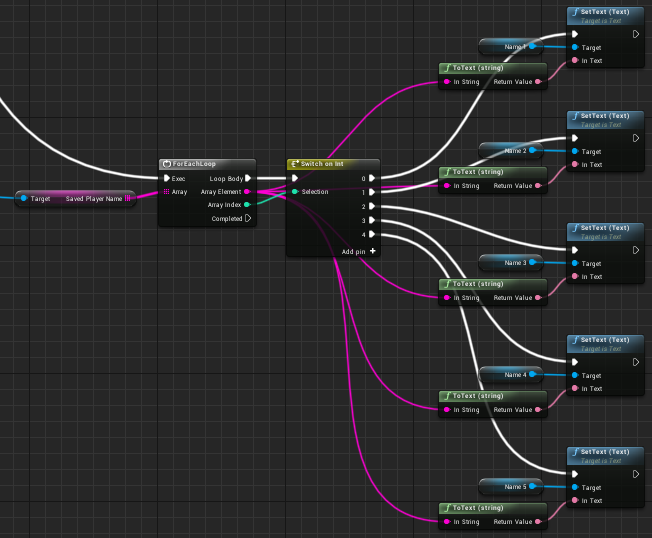 SetText (Text)
Target is Text
Name 1
Target
In Text
ToText (string)
In String
Return Value
SetText (Text)
Target is Text
Name 2
Target
In Text
ToText (string)
In String
Return Value
ForEachLoop
Exec
Loop Body
Array
Array Element
Array Index
Completed
Target
Saved Player Name
Switch on Int
Selection
0
1
2
3
4
Add pin
SetText (Text)
Target is Text
Name 3
Target
In Text
ToText (string)
In String
Return Value
SetText (Text)
Target is Text
Name 4
Target
In Text
ToText (string)
In String
Return Value
SetText (Text)
Target is Text
Name 5
Target
In Text
ToText (string)
In String
Return Value